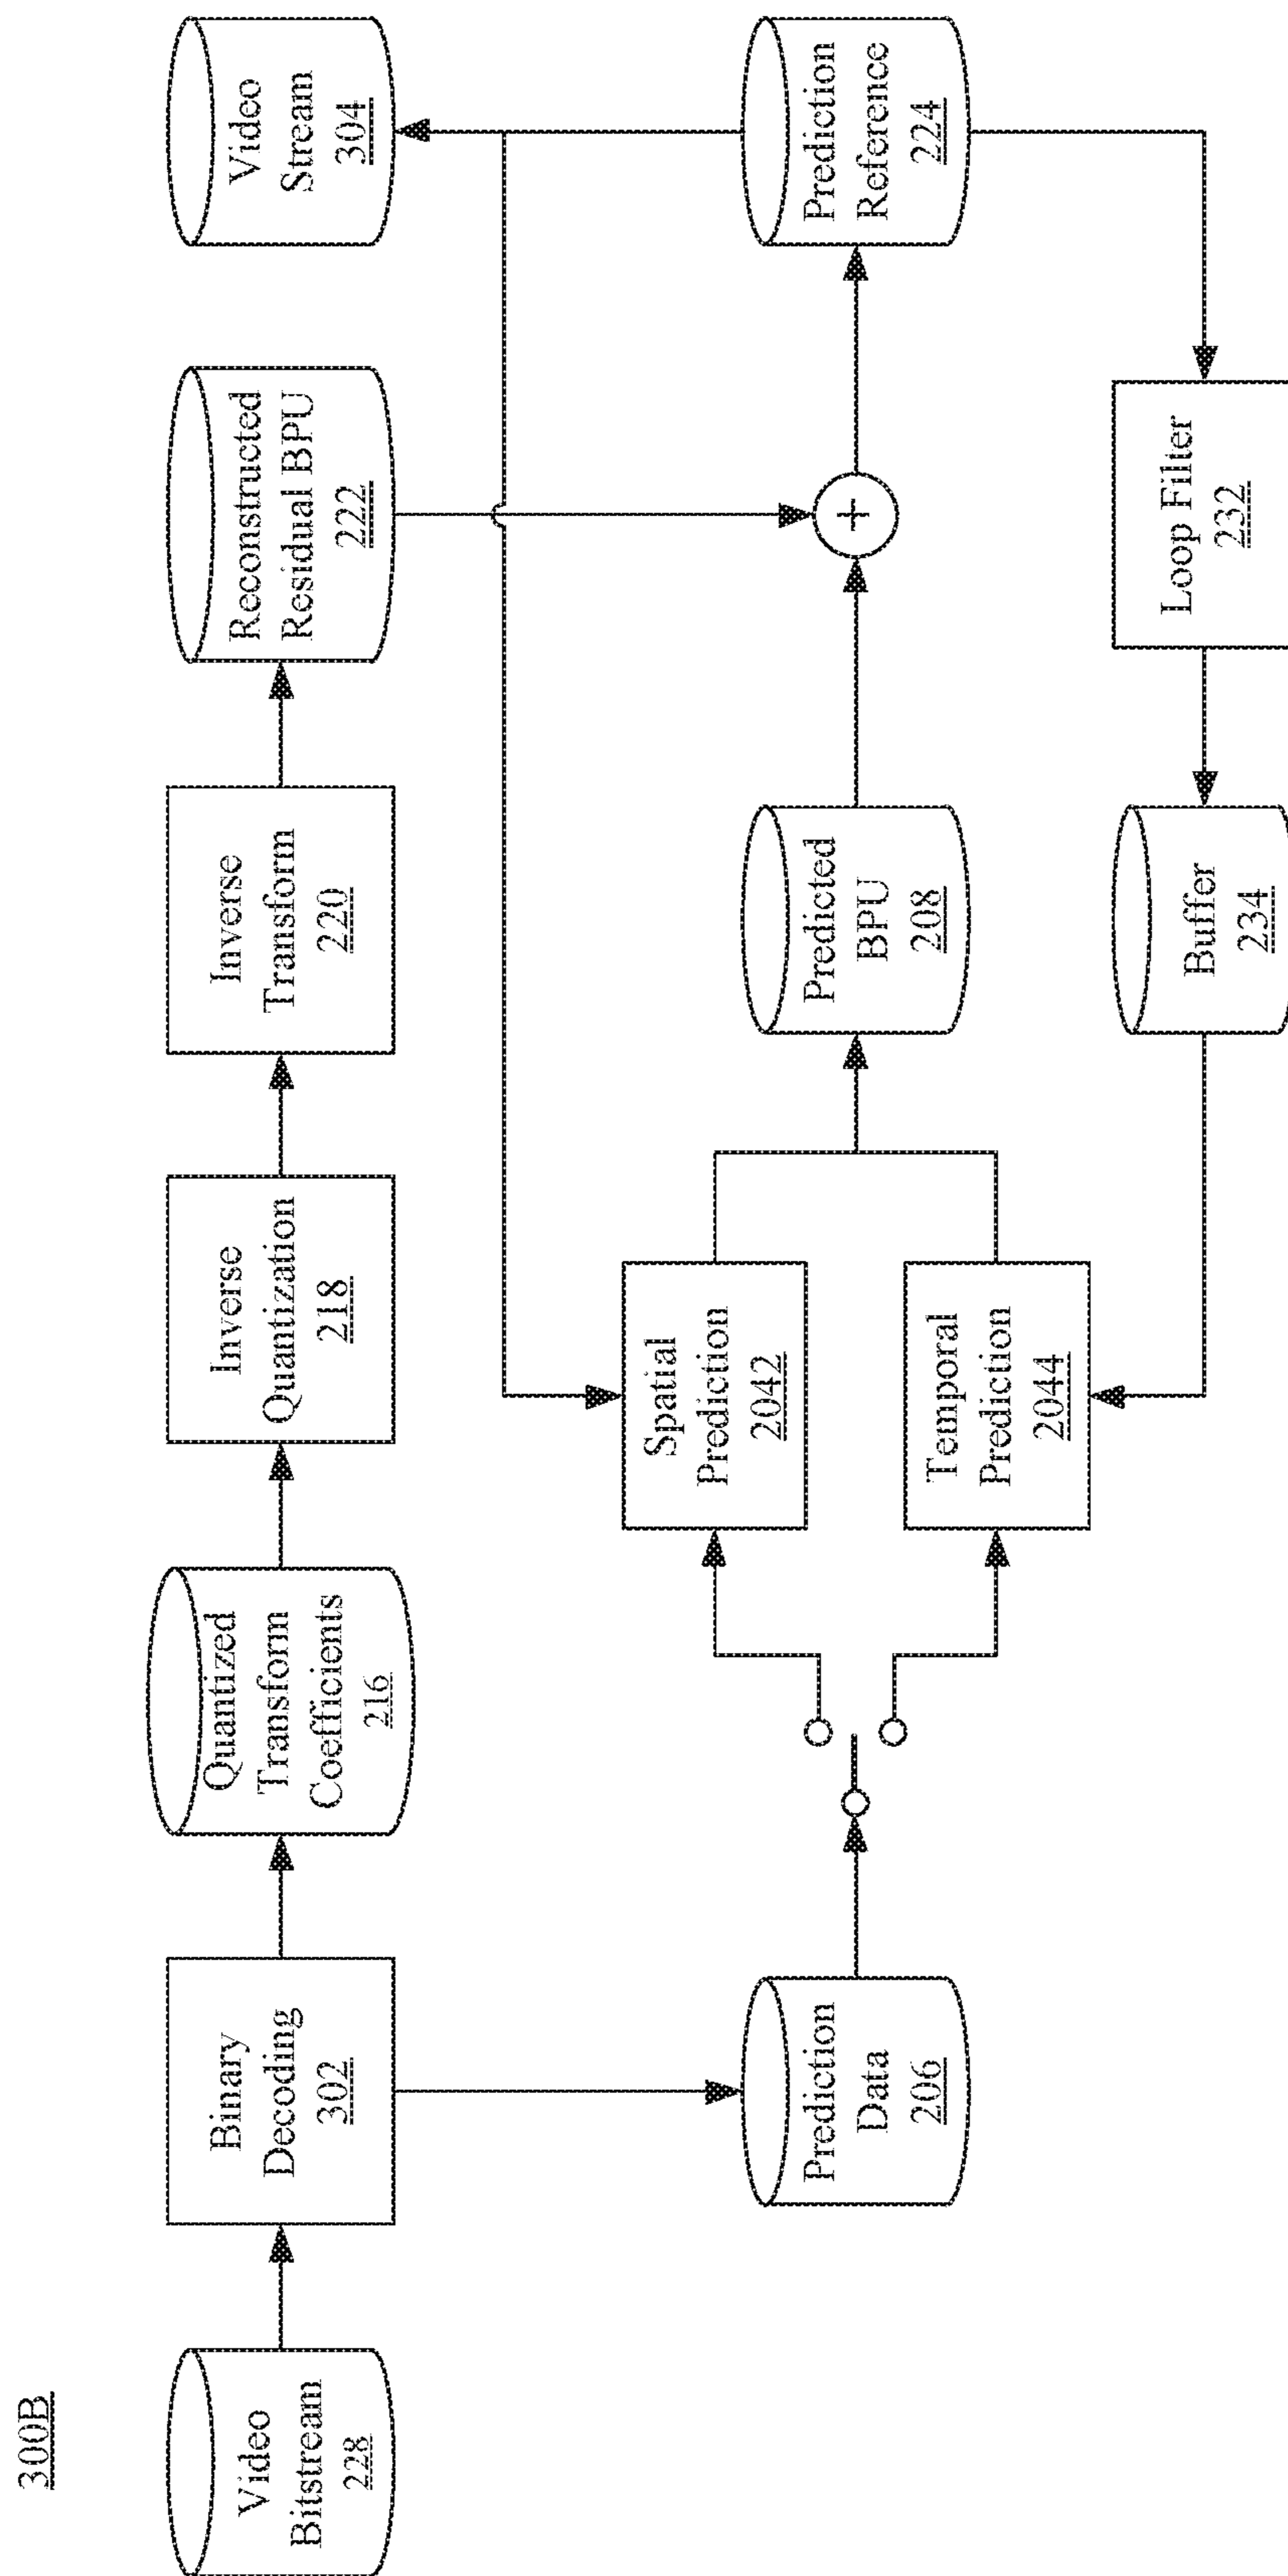 300B
Video
Bitstream
228
Binary
Decoding
302
Quantized
Transform
Coefficients
216
Inverse
Quantization
218
Inverse
Transform
220
Reconstructed
Residual BPU
222
Video
Stream
304
Prediction
Data
206
Spatial
Prediction
2042
Temporal
Prediction
2044
Predicted
BPU
208
+
Prediction
Reference
224
Buffer
234
Loop Filter
232